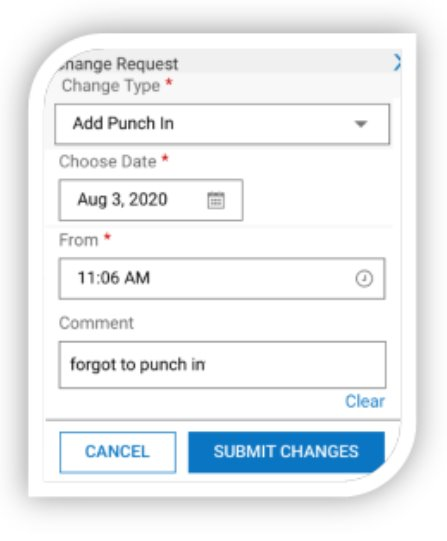 hange Request
Change Type *
Add Punch In
Choose Date *
Aug 3, 2020
From *
11:06 AM
Comment
forgot to punch in
Clear
CANCEL
SUBMIT CHANGES